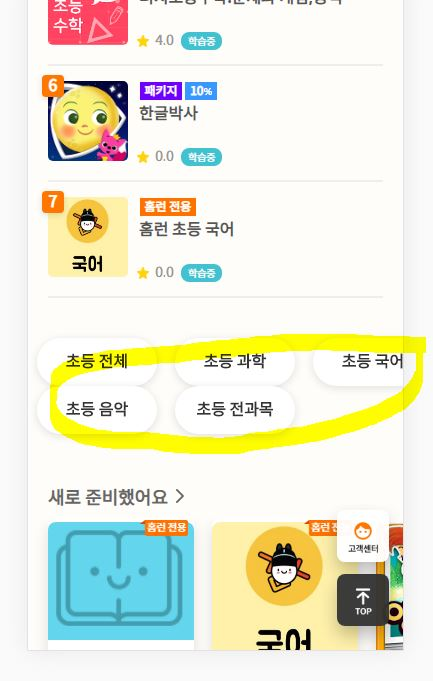 초등
수학
4.0 학습중
6
패키지 10%
한글박사
0.0 학습중
7
홈런 전용
홈런 초등 국어
국어
0.0 학습중
초등 전체 초등 과학 초등 국어
초등 음악 초등 전과목
새로 준비했어요
홈런 전용 홈런
고객센터
TOP
국어